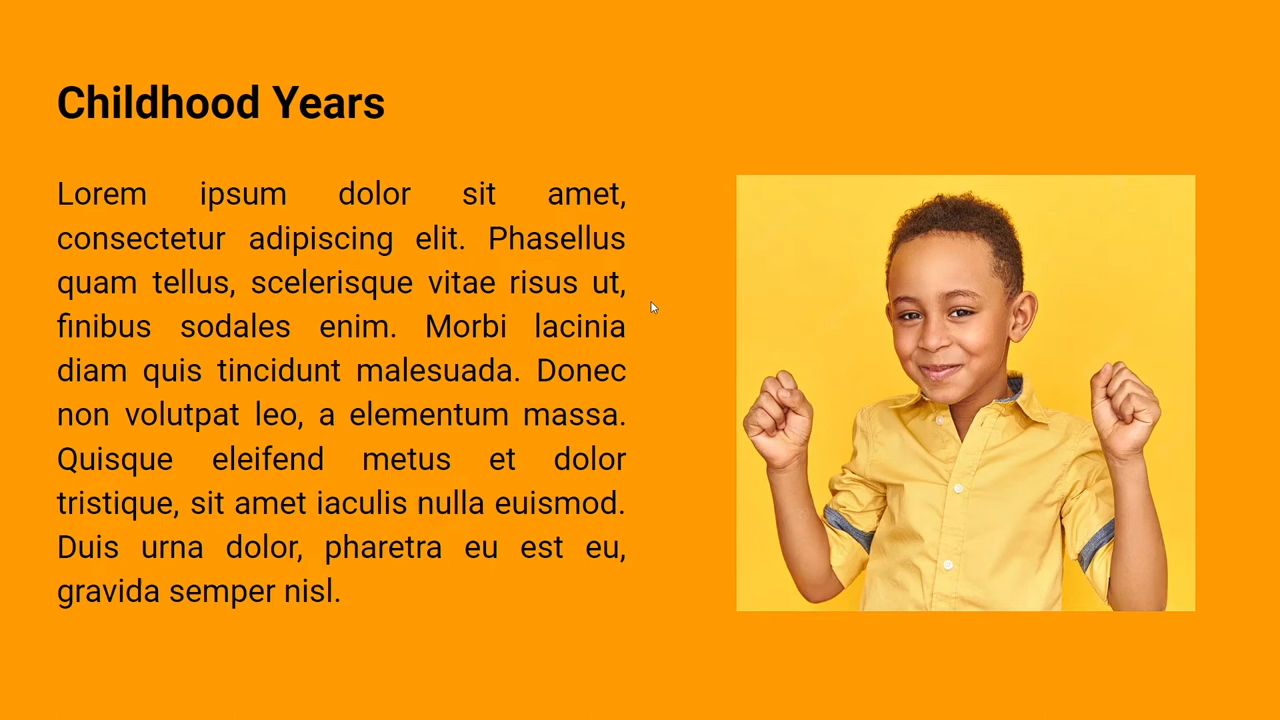 Childhood Years
Lorem ipsum dolor sit amet,
consectetur adipiscing elit. Phasellus
quam tellus, scelerisque vitae risus ut,
finibus sodales enim. Morbi lacinia
diam quis tincidunt malesuada. Donec
non volutpat leo, a elementum massa.
Quisque eleifend metus et dolor
tristique, sit amet iaculis nulla euismod.
Duis urna dolor, pharetra eu est eu,
gravida semper nisl.